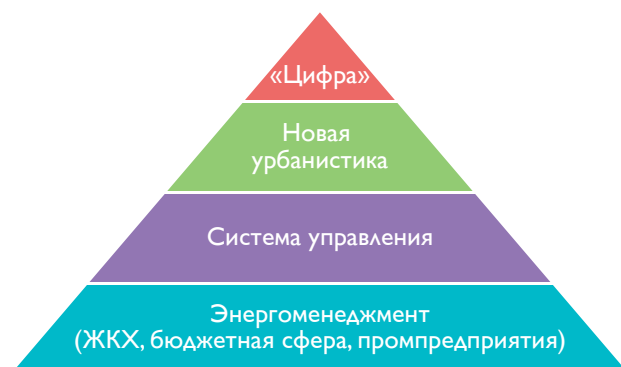 «Цифра»
Новая
урбанистика
Система управления
Энергоменеджмент
(ЖКХ, бюджетная сфера, промпредприятия)